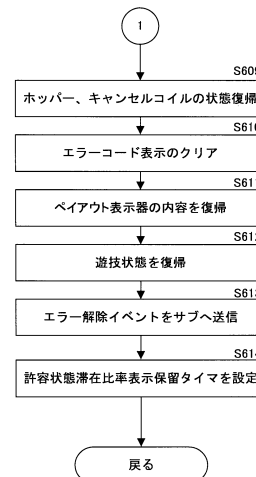 1
S609
ホッパー、キャンセルコイルの状態復帰
S610
エラーコード表示のクリア
S611
ペイアウト表示器の内容を復帰
S612
遊技状態を復帰
S613
エラー解除イベントをサブへ送信
S614
許容状態滞在比率表示保留タイマを設定
戻る